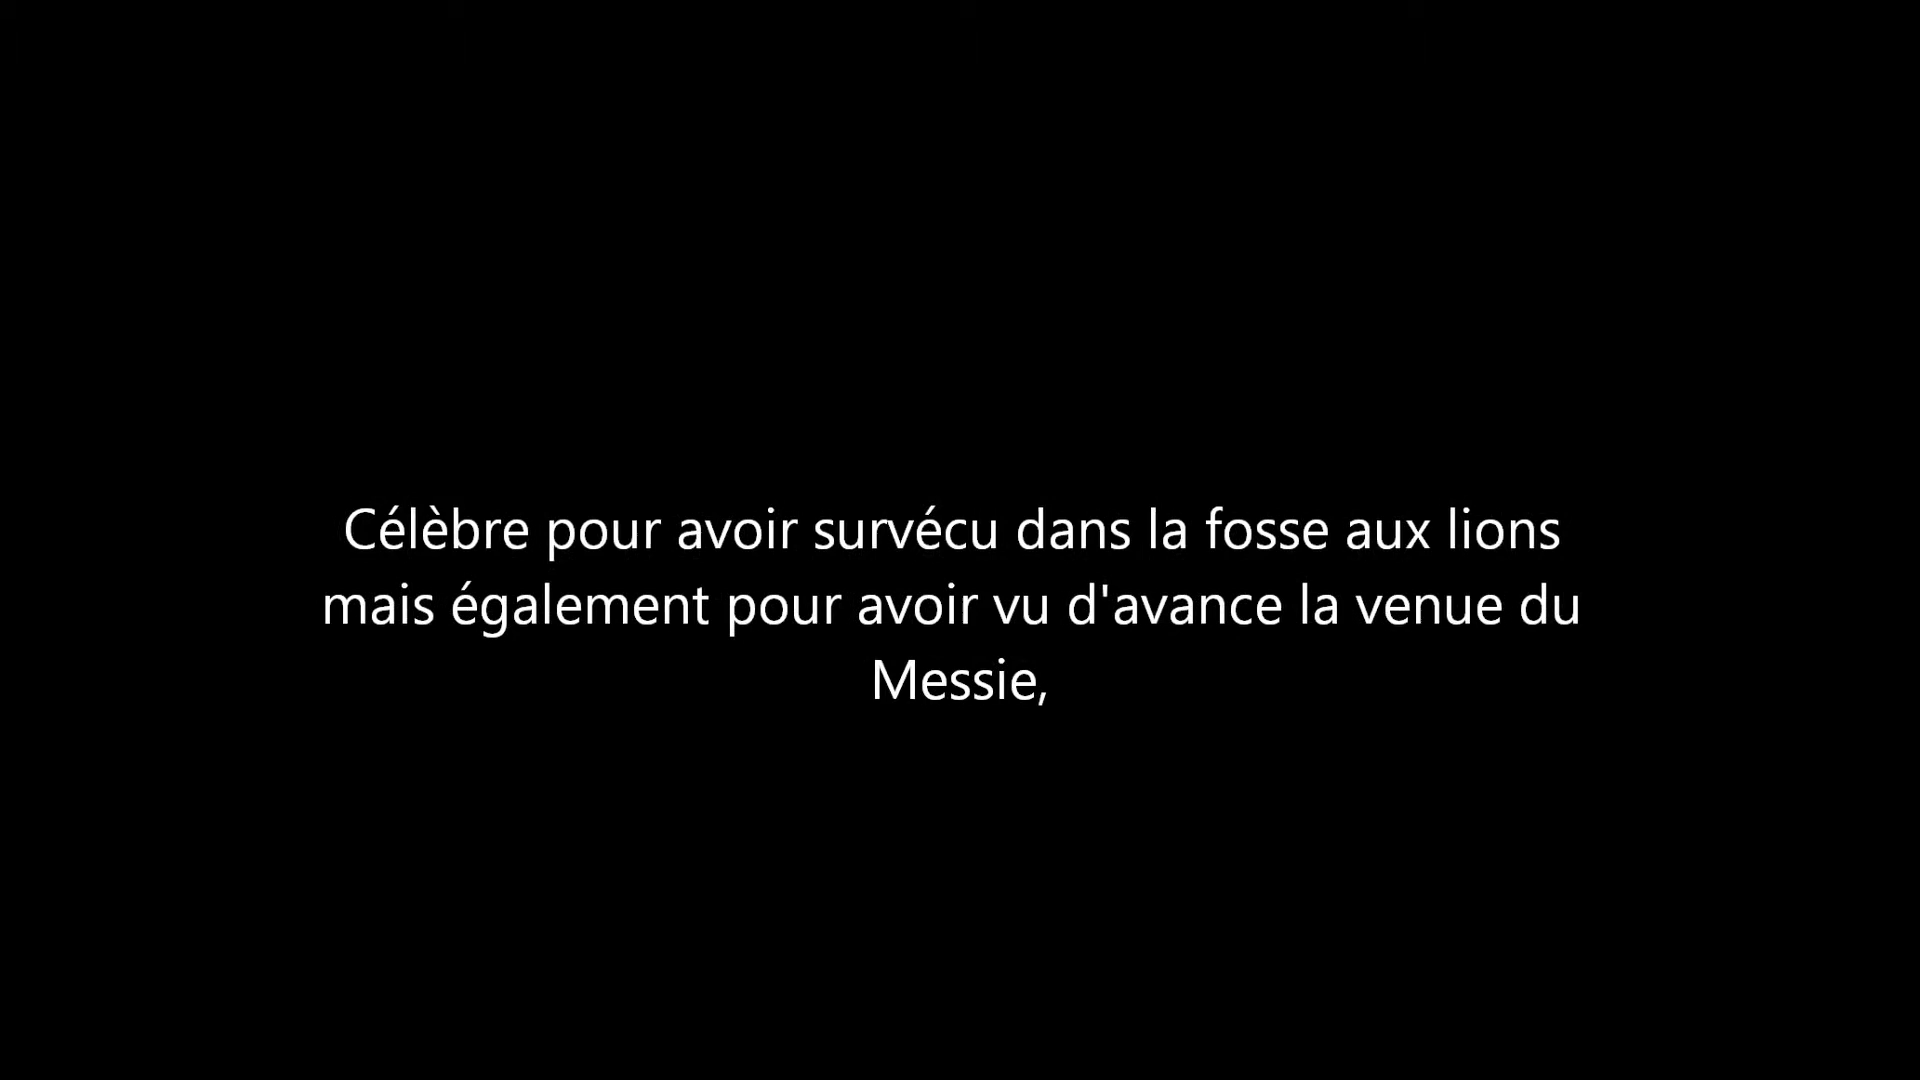 Célèbre pour avoir survécu dans la fosse aux lions
mais également pour avoir vu d'avance la venue du
Messie,